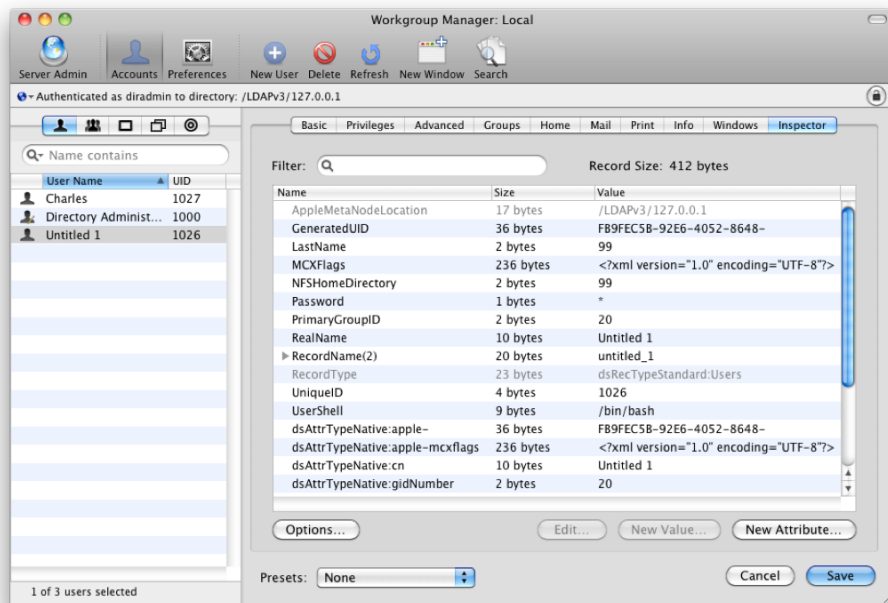 Workgroup Manager: Local
Server Admin Accounts Preferences New User Delete Refresh New Window Search
Authenticated as diradmin to directory: /LDAPv3/127.0.0.1
Basic Privileges Advanced Groups Home Mail Print Info Windows Inspector
Name contains
Filter: Record Size: 412 bytes
User Name UID
Charles 1027
Directory Administ... 1000
Untitled 1 1026
Name Size Value
AppleMetaNodeLocation 17 bytes /LDAPv3/127.0.0.1
GeneratedUID 36 bytes FB9FEC5B-92E6-4052-8648-
LastName 2 bytes 99
MCXFlags 236 bytes <?xml version="1.0" encoding="UTF-8"?>
NFSHomeDirectory 2 bytes 99
Password 1 bytes *
PrimaryGroupID 2 bytes 20
RealName 10 bytes Untitled 1
RecordName(2) 20 bytes untitled_1
RecordType 23 bytes dsRecTypeStandard:Users
UniqueID 4 bytes 1026
UserShell 9 bytes /bin/bash
dsAttrTypeNative:apple- 36 bytes FB9FEC5B-92E6-4052-8648-
dsAttrTypeNative:apple-mcxflags 236 bytes <?xml version="1.0" encoding="UTF-8"?>
dsAttrTypeNative:cn 10 bytes Untitled 1
dsAttrTypeNative:gidNumber 2 bytes 20
Options... Edit... New Value... New Attribute...
Presets: None Cancel Save
1 of 3 users selected